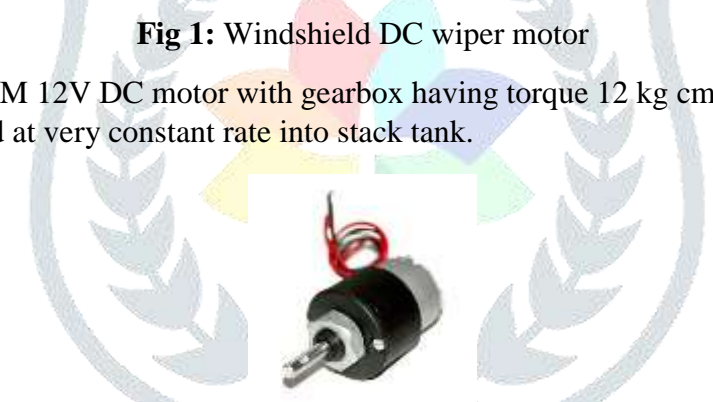 Fig 1: Windshield DC wiper motor
M 12V DC motor with gearbox having torque 12 kg cm
at very constant rate into stack tank.